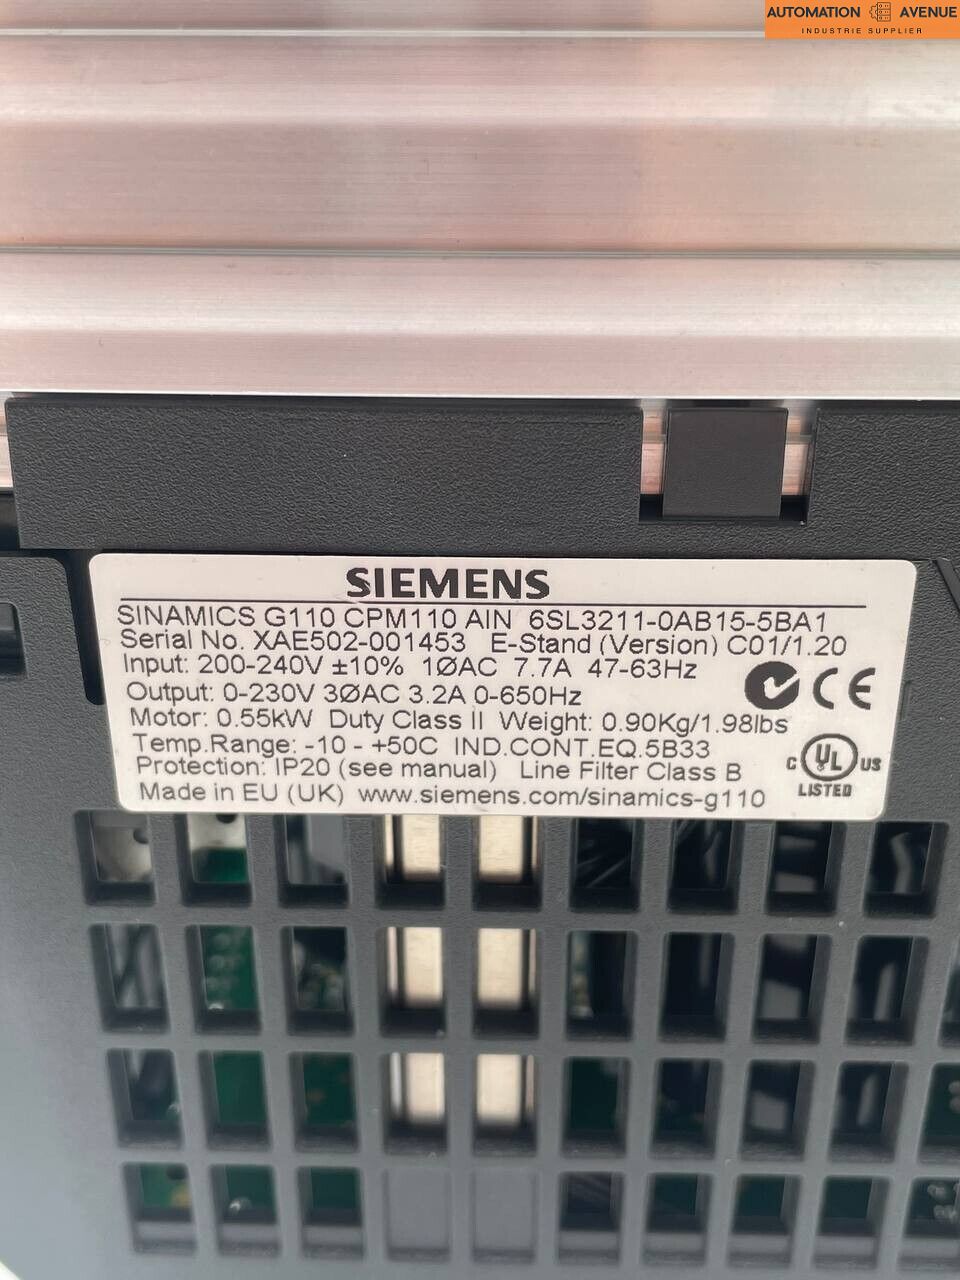 AUTOMATION AVENUE
INDUSTRIE SUPPLIER
SIEMENS
SINAMICS G110 CPM110 AIN 6SL3211-0AB15-5BA1
Serial No. XAE502-001453 E-Stand (Version) C01/1.20
Input: 200-240V ±10% 1ØAC 7.7A 47-63Hz
Output: 0-230V 3ØAC 3.2A 0-650Hz
Motor: 0.55kW Duty Class II Weight: 0.90Kg/1.98lbs
Temp.Range: -10 - +50C IND.CONT.EQ.5B33
Protection: IP20 (see manual) Line Filter Class B
Made in EU (UK) www.siemens.com/sinamics-g110
CE
C UL US
LISTED